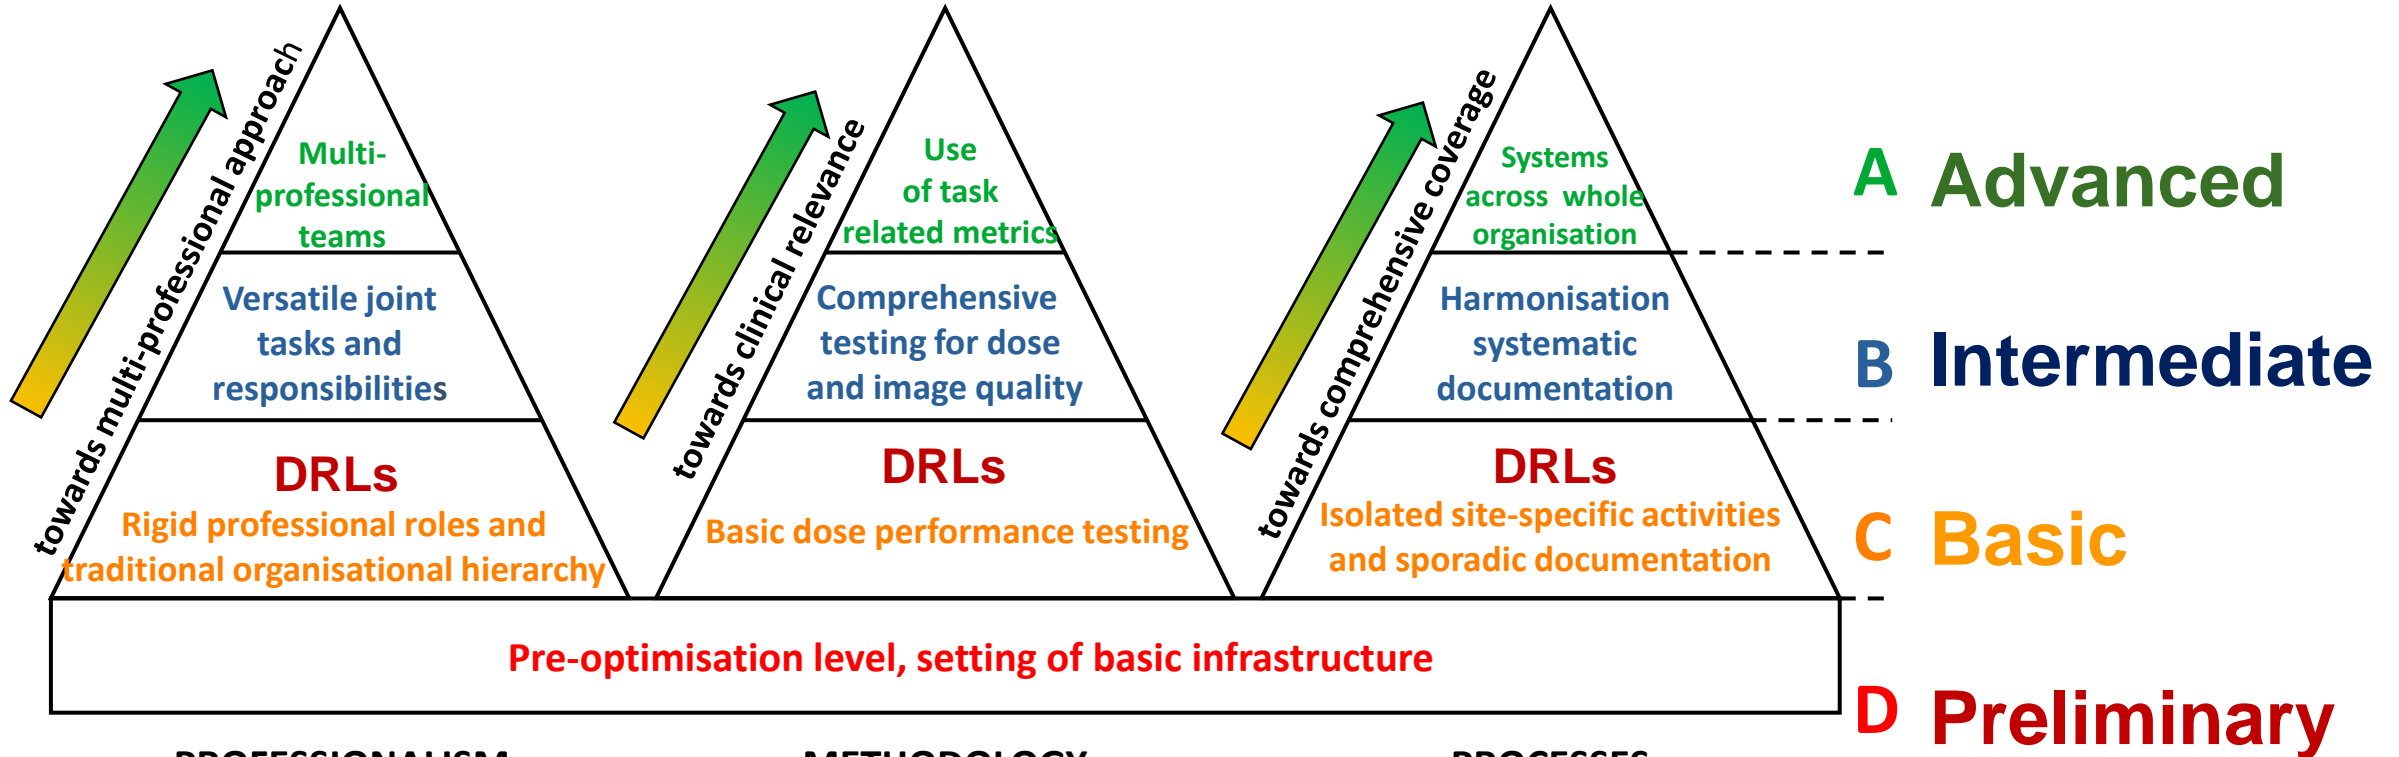 towards multi-professional approach
Multi-
professional
teams
Versatile joint
tasks and
responsibilities
DRLs
Rigid professional roles and
traditional organisational hierarchy
towards clinical relevance
Use
of task
related metrics
Comprehensive
testing for dose
and image quality
DRLs
Basic dose performance testing
towards comprehensive coverage
Systems
across whole
organisation
Harmonisation
systematic
documentation
DRLs
Isolated site-specific activities
and sporadic documentation
A Advanced
B Intermediate
C Basic
D Preliminary
Pre-optimisation level, setting of basic infrastructure
PROFESSIONALISM
METHODOLOGY
PROCESSES